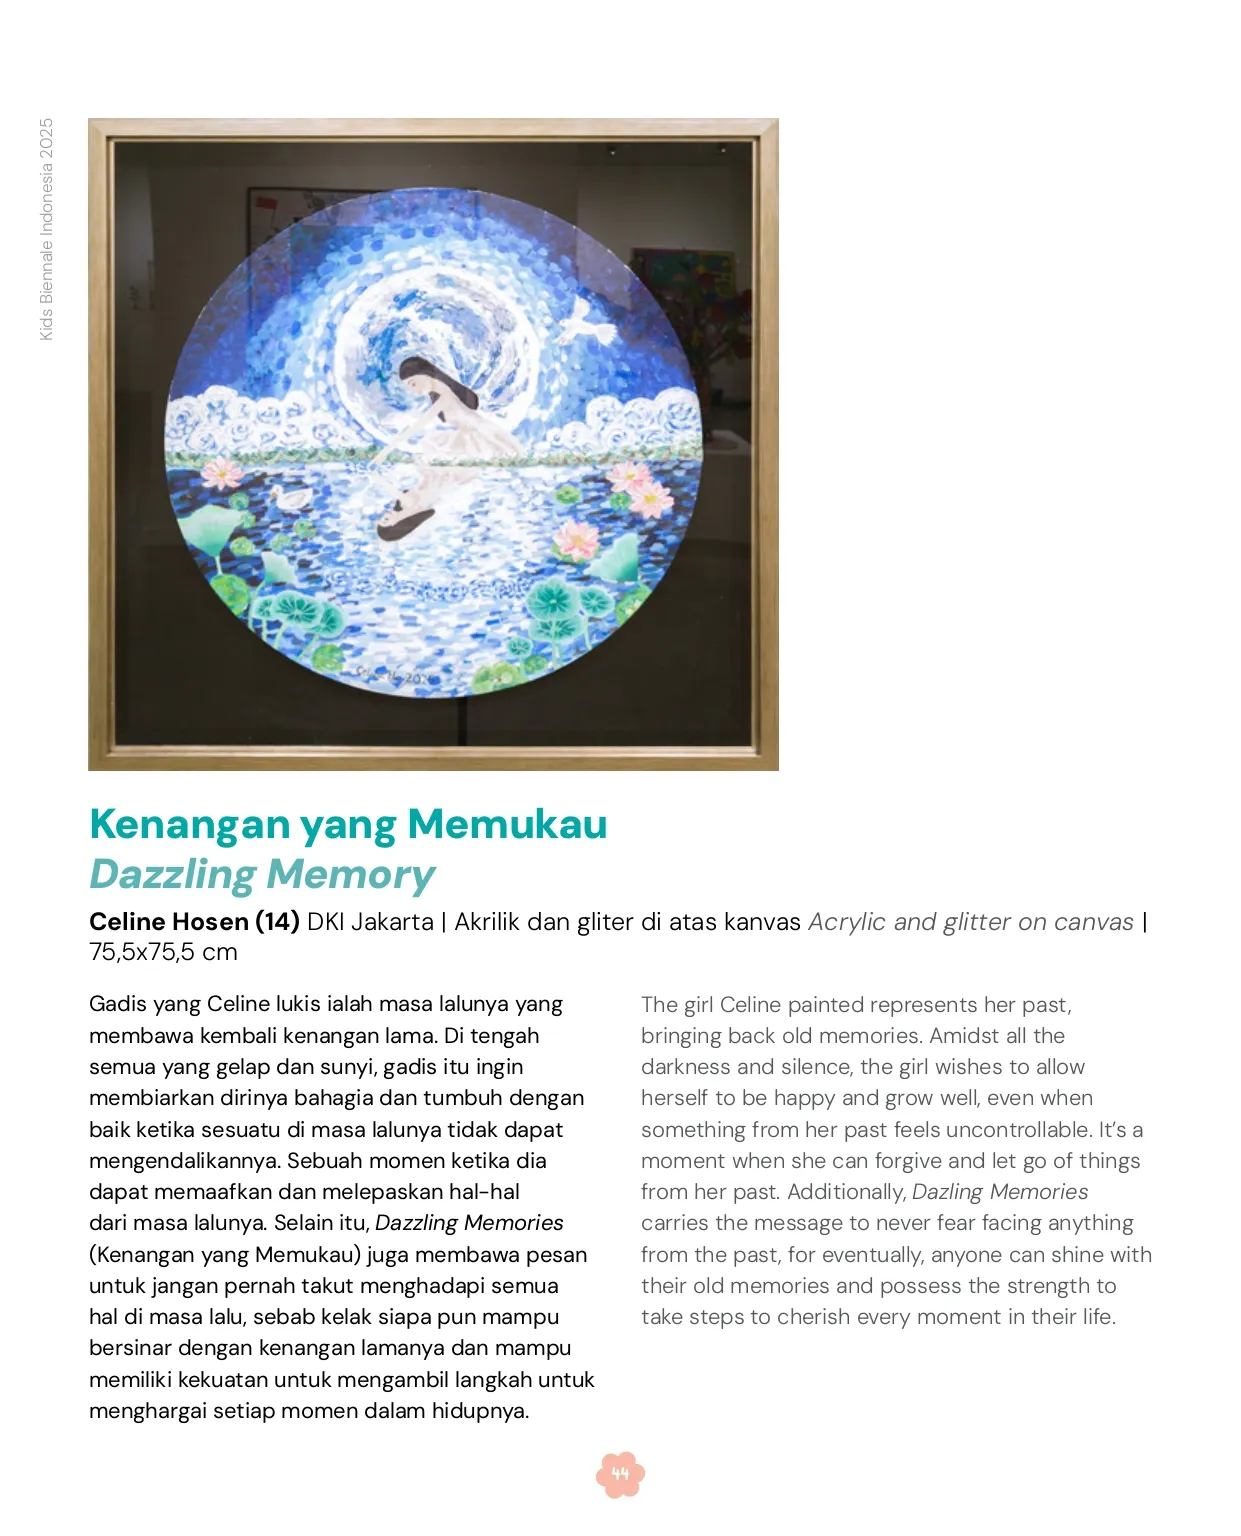 Kids Biennale Indonesia 2025
Kenangan yang Memukau
Dazzling Memory
Celine Hosen (14) DKI Jakarta | Akrilik dan gliter di atas kanvas Acrylic and glitter on canvas |
75,5x75,5 cm
Gadis yang Celine lukis ialah masa lalunya yang
membawa kembali kenangan lama. Di tengah
semua yang gelap dan sunyi, gadis itu ingin
membiarkan dirinya bahagia dan tumbuh dengan
baik ketika sesuatu di masa lalunya tidak dapat
mengendalikannya. Sebuah momen ketika dia
dapat memaafkan dan melepaskan hal-hal
dari masa lalunya. Selain itu, Dazzling Memories
(Kenangan yang Memukau) juga membawa pesan
untuk jangan pernah takut menghadapi semua
hal di masa lalu, sebab kelak siapa pun mampu
bersinar dengan kenangan lamanya dan mampu
memiliki kekuatan untuk mengambil langkah untuk
menghargai setiap momen dalam hidupnya.
The girl Celine painted represents her past,
bringing back old memories. Amidst all the
darkness and silence, the girl wishes to allow
herself to be happy and grow well, even when
something from her past feels uncontrollable. It's a
moment when she can forgive and let go of things
from her past. Additionally, Dazling Memories
carries the message to never fear facing anything
from the past, for eventually, anyone can shine with
their old memories and possess the strength to
take steps to cherish every moment in their life.
44